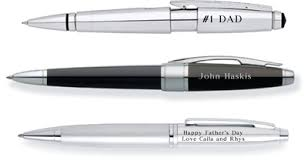 #1 DAD
John Haskis
Happy Father's Day
Love Calla and Rhys